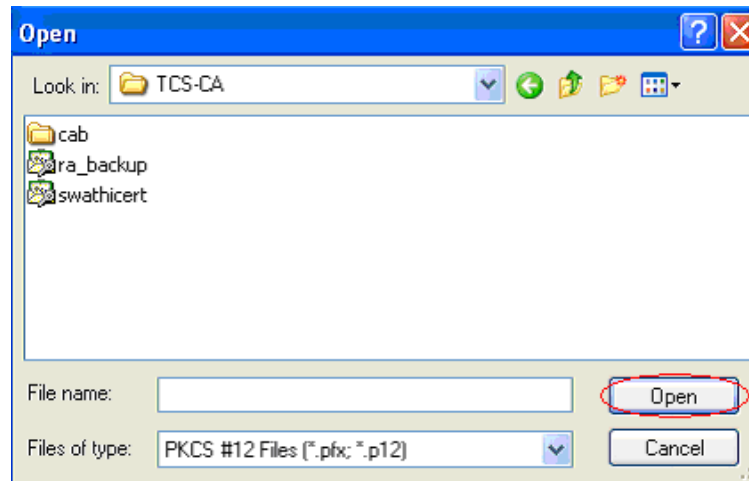 Open
Look in: TCS-CA
cab
ra_backup
swathicert
File name:
Open
Files of type: PKCS #12 Files (*.pfx; *.p12)
Cancel